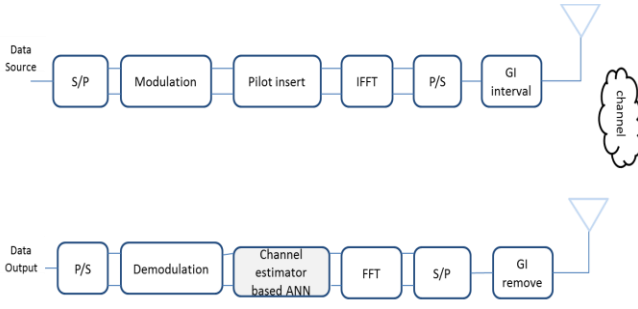 Data
Source
S/P
Modulation
Pilot insert
IFFT
P/S
GI
interval
channel
Data
Output
P/S
Demodulation
Channel
estimator
based ANN
FFT
S/P
GI
remove